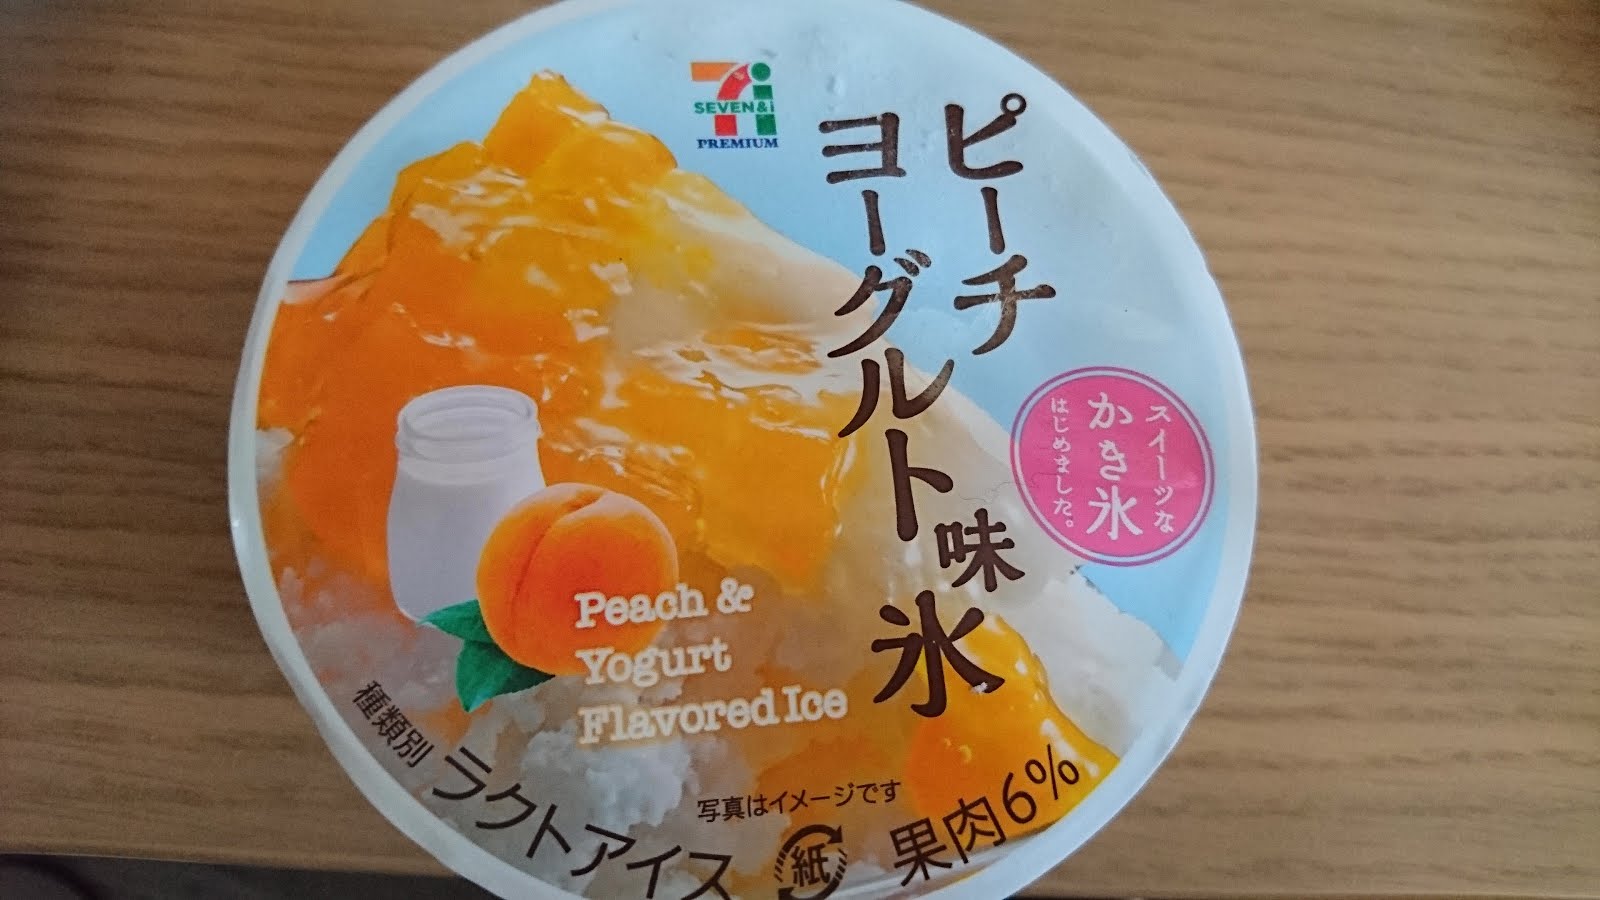 SEVEN&i
PREMIUM
ピーチ
ヨーグルト味氷
スイーツな
かき氷
はじめました。
Peach &
Yogurt
Flavored Ice
種類別 ラクトアイス
写真はイメージです
紙
果肉6%